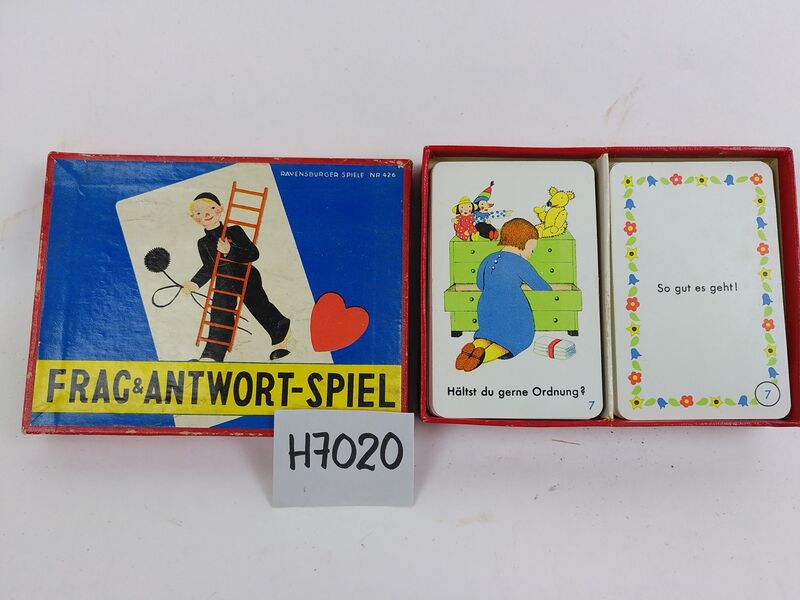 RAVENSBURGER SPIELE NR 426
FRAG&ANTWORT-SPIEL
H7020
Hältst du gerne Ordnung?
7
So gut es geht!
7